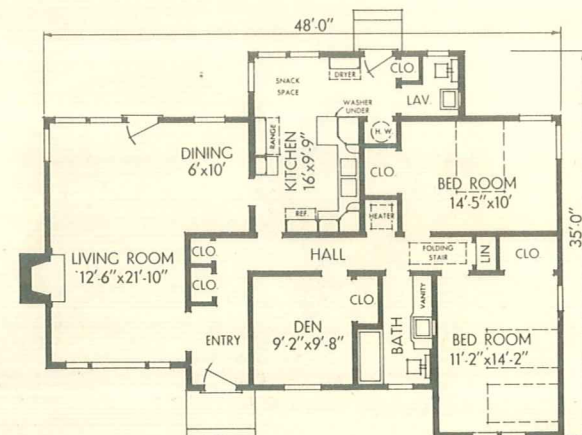 48'-0"
SNACK
SPACE
DRYER
CLO
LAV.
WASHER
UNDER
RANGE
H.W
KITCHEN
16'x9'-9"
DINING
6'x10'
CLO
BED ROOM
14'-5"x10'
REF.
HEATER
35'-0"
LIVING ROOM
12'-6"x21'-10"
CLO
CLO
HALL
FOLDING
STAIR
LIN
CLO
CLO
VANITY
ENTRY
DEN
9'-2"x9'-8"
BATH
BED ROOM
11'-2"x14'-2"